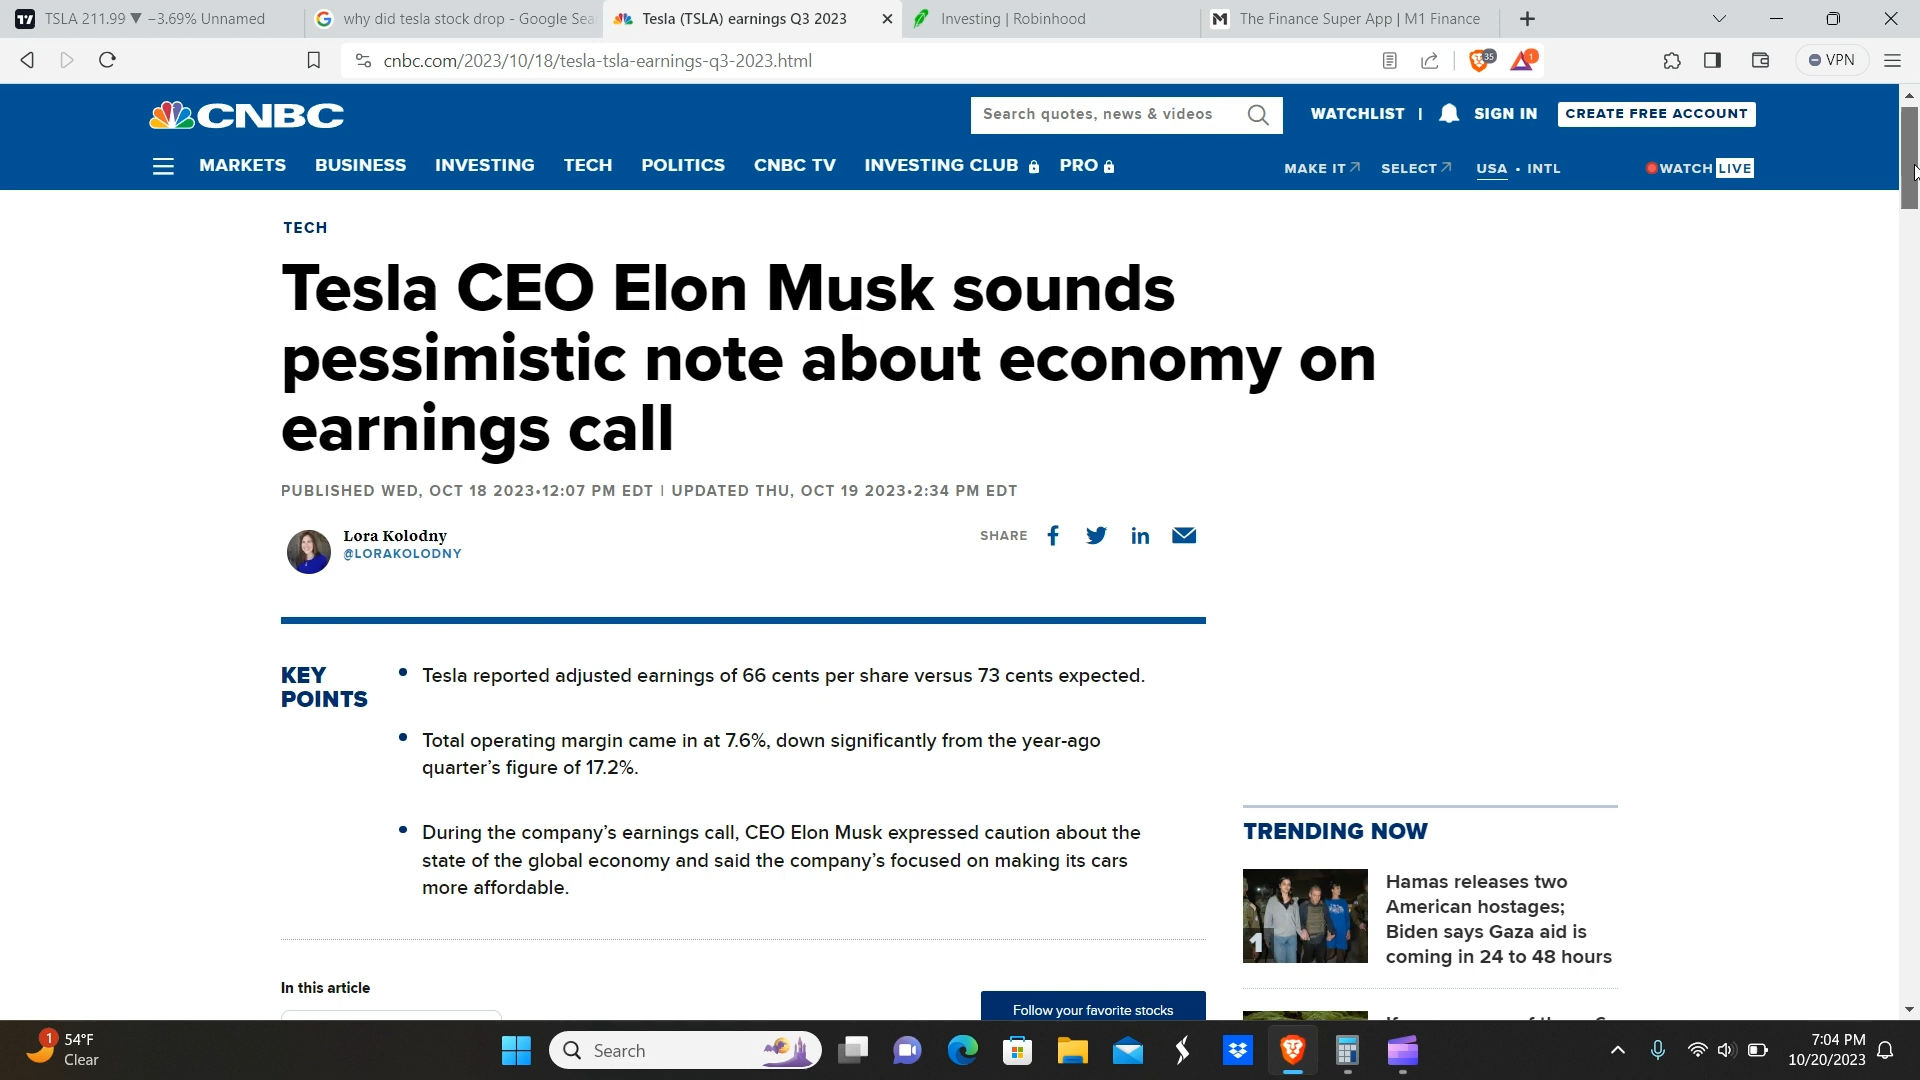 TSLA 211.99 ▼ −3.69% Unnamed
why did tesla stock drop - Google Sea
Tesla (TSLA) earnings Q3 2023
Investing | Robinhood
M The Finance Super App | M1 Finance
cnbc.com/2023/10/18/tesla-tsla-earnings-q3-2023.html
35
1
VPN
CNBC
Search quotes, news & videos
WATCHLIST |
SIGN IN
CREATE FREE ACCOUNT
MARKETS BUSINESS INVESTING TECH POLITICS CNBC TV INVESTING CLUB PRO
MAKE IT SELECT USA • INTL
WATCH LIVE
TECH
Tesla CEO Elon Musk sounds
pessimistic note about economy on
earnings call
PUBLISHED WED, OCT 18 2023•12:07 PM EDT | UPDATED THU, OCT 19 2023•2:34 PM EDT
Lora Kolodny
@LORAKOLODNY
SHARE
KEY
POINTS
• Tesla reported adjusted earnings of 66 cents per share versus 73 cents expected.
• Total operating margin came in at 7.6%, down significantly from the year-ago
quarter's figure of 17.2%.
• During the company's earnings call, CEO Elon Musk expressed caution about the
state of the global economy and said the company's focused on making its cars
more affordable.
In this article
Follow your favorite stocks
TRENDING NOW
1
Hamas releases two
American hostages;
Biden says Gaza aid is
coming in 24 to 48 hours
1
54°F
Clear
Search
7:04 PM
10/20/2023